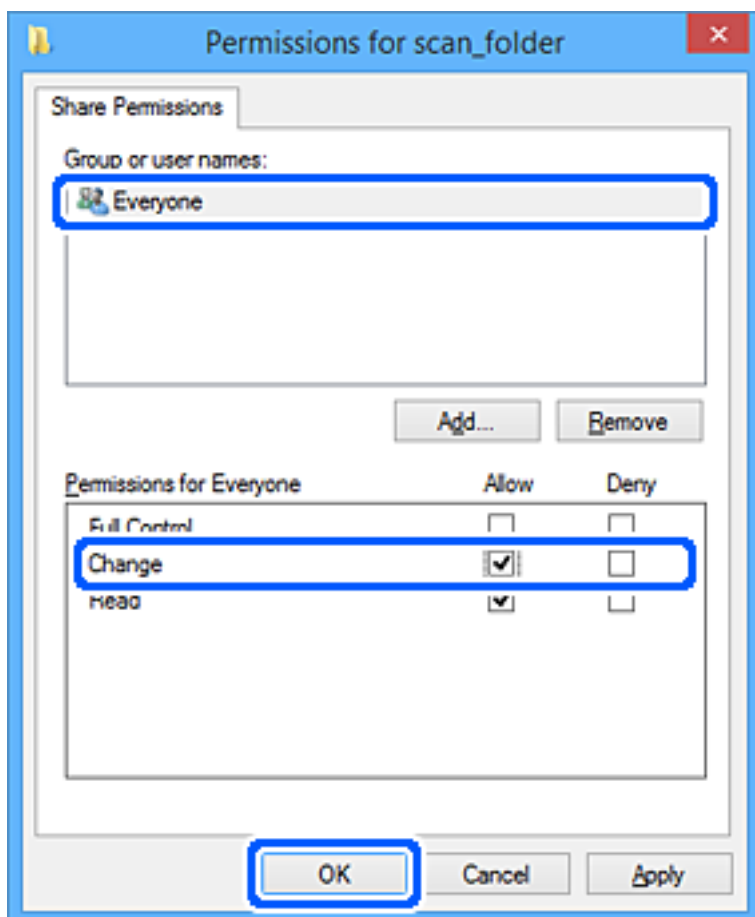 Permissions for scan_folder
Share Permissions
Group or user names:
Everyone
Add... Remove
Permissions for Everyone Allow Deny
Full Control
Change
Read
OK Cancel Apply